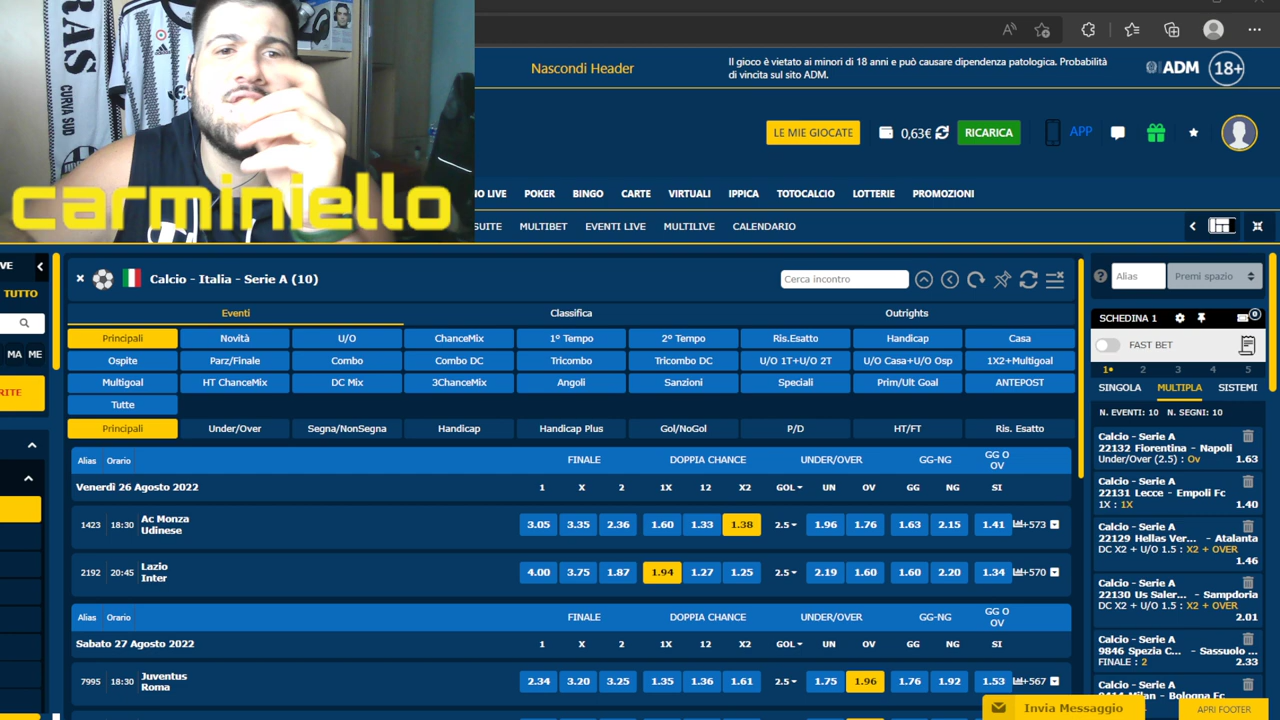 RAS
CURVA SUD
carminiello
Nascondi Header
Il gioco è vietato ai minori di 18 anni e può causare dipendenza patologica. Probabilità
di vincita sul sito ADM.
ADM
18+
LE MIE GIOCATE
0,63€
RICARICA
APP
NO LIVE POKER BINGO CARTE VIRTUALI IPPICA TOTOCALCIO LOTTERIE PROMOZIONI
SUITE MULTIBET EVENTI LIVE MULTILIVE CALENDARIO
VE
TUTTO
MA ME
RITE
Calcio - Italia - Serie A (10)
Cerca incontro
Eventi Classifica Outrights
Principali Novità U/O ChanceMix 1º Tempo 2º Tempo Ris.Esatto Handicap Casa
Ospite Parz/Finale Combo Combo DC Tricombo Tricombo DC U/O 1T+U/O 2T U/O Casa+U/O Osp 1X2+Multigoal
Multigoal HT ChanceMix DC Mix 3ChanceMix Angoli Sanzioni Speciali Prim/Ult Goal ANTEPOST
Tutte
Principali Under/Over Segna/NonSegna Handicap Handicap Plus Gol/NoGol P/D HT/FT Ris. Esatto
Alias Orario FINALE DOPPIA CHANCE UNDER/OVER GG-NG GG O
OV
Venerdì 26 Agosto 2022 1 X 2 1X 12 X2 GOL UN OV GG NG SI
1423 18:30 Ac Monza
Udinese
3.05 3.35 2.36 1.60 1.33 1.38 2.5 1.96 1.76 1.63 2.15 1.41 +573
2192 20:45 Lazio
Inter
4.00 3.75 1.87 1.94 1.27 1.25 2.5 2.19 1.60 1.60 2.20 1.34 +570
Alias Orario FINALE DOPPIA CHANCE UNDER/OVER GG-NG GG O
OV
Sabato 27 Agosto 2022 1 X 2 1X 12 X2 GOL UN OV GG NG SI
7995 18:30 Juventus
Roma
2.34 3.20 3.25 1.35 1.36 1.61 2.5 1.75 1.96 1.76 1.92 1.53 +567
Alias Premi spazio
SCHEDINA 1 0
FAST BET
1 2 3 4 5
SINGOLA MULTIPLA SISTEMI
N. EVENTI: 10 N. SEGNI: 10
Calcio - Serie A
22132 Fiorentina - Napoli
Under/Over (2.5) : Ov 1.63
Calcio - Serie A
22131 Lecce - Empoli Fc
1X : 1X 1.40
Calcio - Serie A
22129 Hellas Ver... - Atalanta
DC X2 + U/O 1.5 : X2 + OVER
1.46
Calcio - Serie A
22130 Us Saler... - Sampdoria
DC X2 + U/O 1.5 : X2 + OVER
2.01
Calcio - Serie A
9846 Spezia C... - Sassuolo ...
FINALE : 2 2.33
Calcio - Serie A
Milan - Bologna Fc
Invia Messaggio
APRI FOOTER